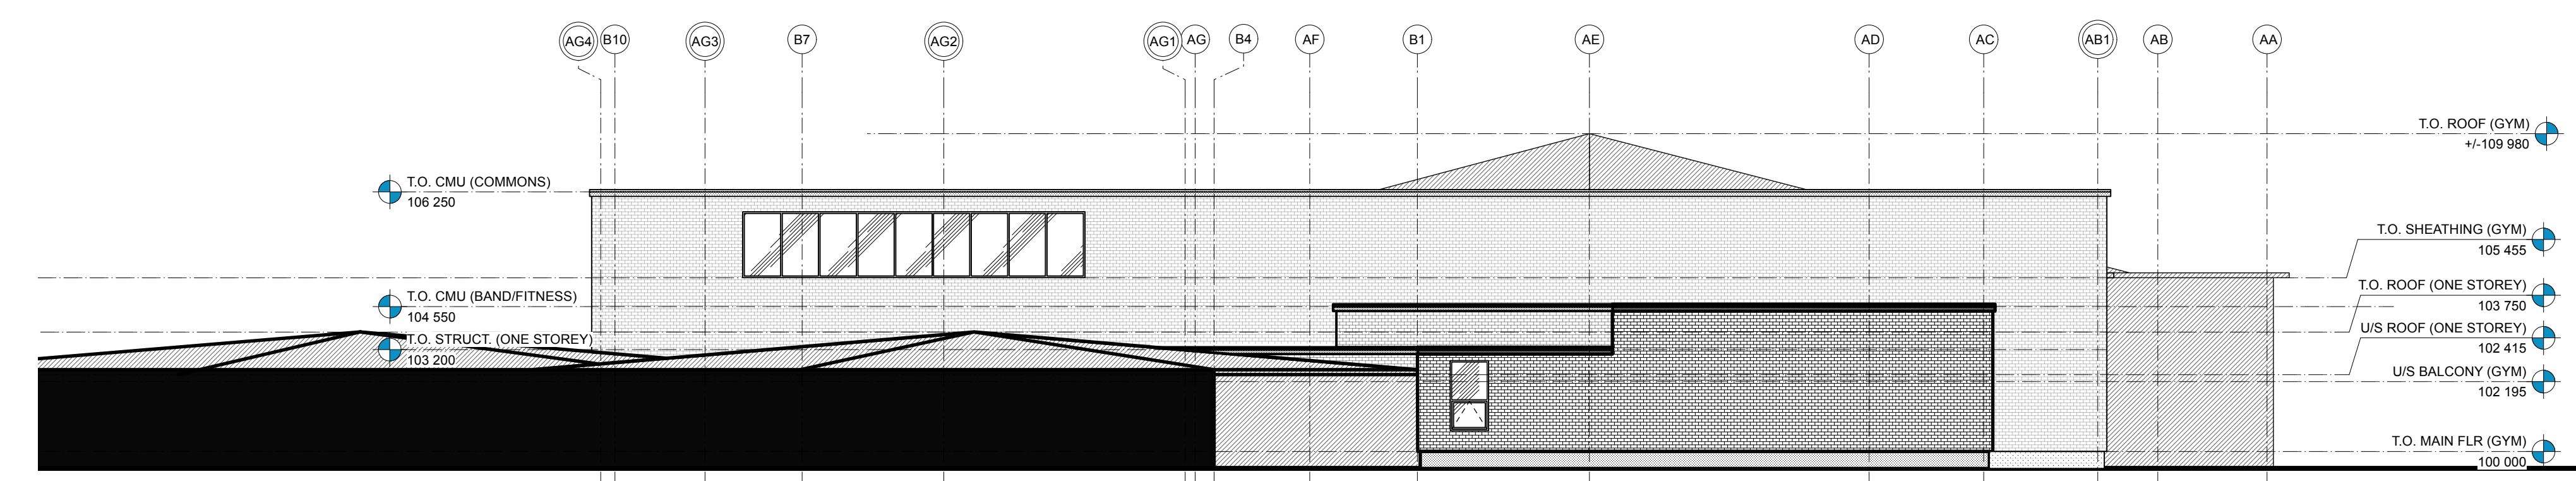 AG4
B10
AG3
B7
AG2
AG1
AG
B4
AF
B1
AE
AD
AC
AB1
AB
AA
T.O. ROOF (GYM)
+/-109 980
T.O. CMU (COMMONS)
106 250
T.O. SHEATHING (GYM)
105 455
T.O. CMU (BAND/FITNESS)
104 550
T.O. ROOF (ONE STOREY)
103 750
T.O. STRUCT. (ONE STOREY)
103 200
U/S ROOF (ONE STOREY)
102 415
U/S BALCONY (GYM)
102 195
T.O. MAIN FLR (GYM)
100 000